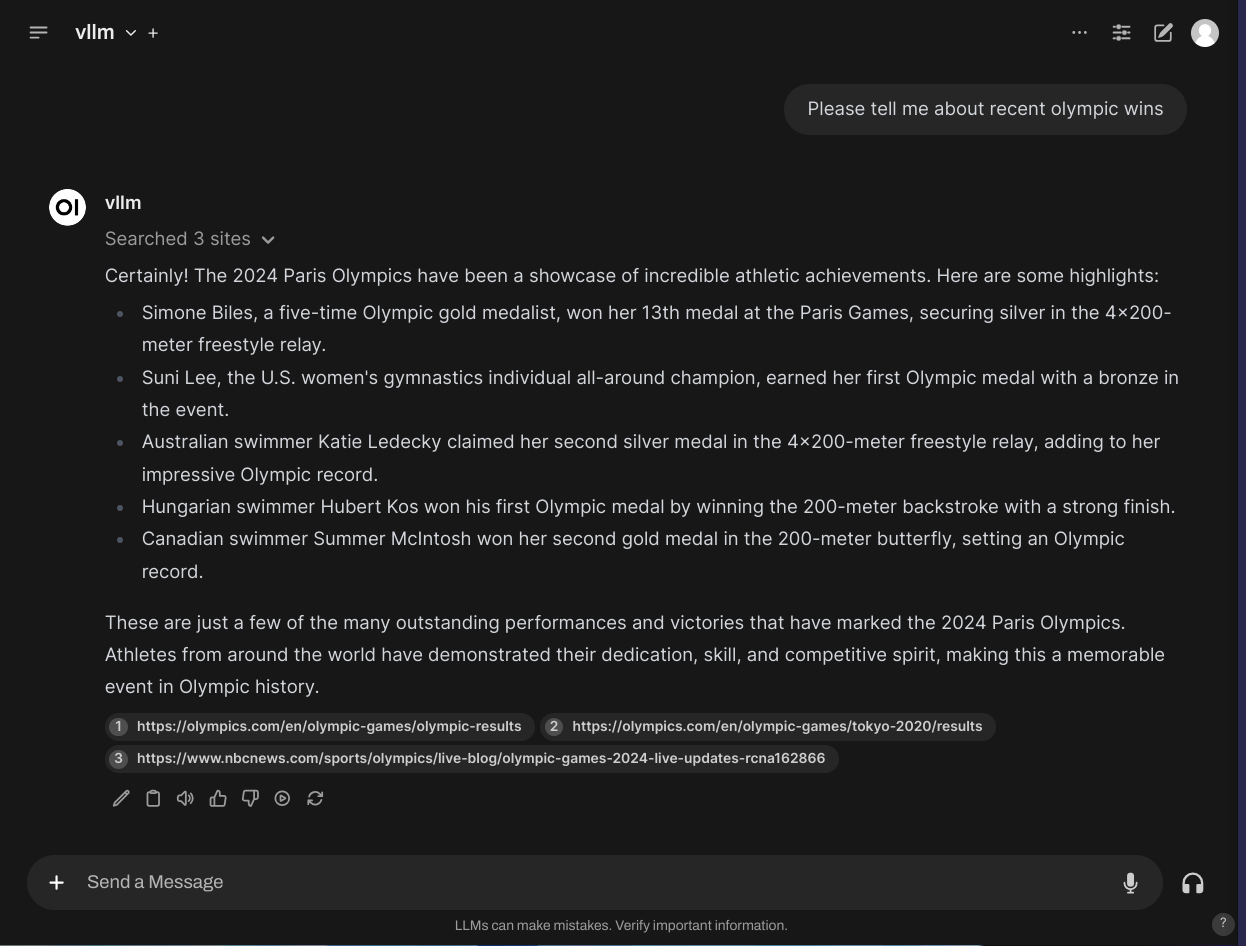 vllm
Please tell me about recent olympic wins
OI
vllm
Searched 3 sites
Certainly! The 2024 Paris Olympics have been a showcase of incredible athletic achievements. Here are some highlights:
• Simone Biles, a five-time Olympic gold medalist, won her 13th medal at the Paris Games, securing silver in the 4×200-
meter freestyle relay.
• Suni Lee, the U.S. women's gymnastics individual all-around champion, earned her first Olympic medal with a bronze in
the event.
• Australian swimmer Katie Ledecky claimed her second silver medal in the 4×200-meter freestyle relay, adding to her
impressive Olympic record.
• Hungarian swimmer Hubert Kos won his first Olympic medal by winning the 200-meter backstroke with a strong finish.
• Canadian swimmer Summer McIntosh won her second gold medal in the 200-meter butterfly, setting an Olympic
record.
These are just a few of the many outstanding performances and victories that have marked the 2024 Paris Olympics.
Athletes from around the world have demonstrated their dedication, skill, and competitive spirit, making this a memorable
event in Olympic history.
1 https://olympics.com/en/olympic-games/olympic-results 2 https://olympics.com/en/olympic-games/tokyo-2020/results
3 https://www.nbcnews.com/sports/olympics/live-blog/olympic-games-2024-live-updates-rcna162866
Send a Message
LLMs can make mistakes. Verify important information.
?